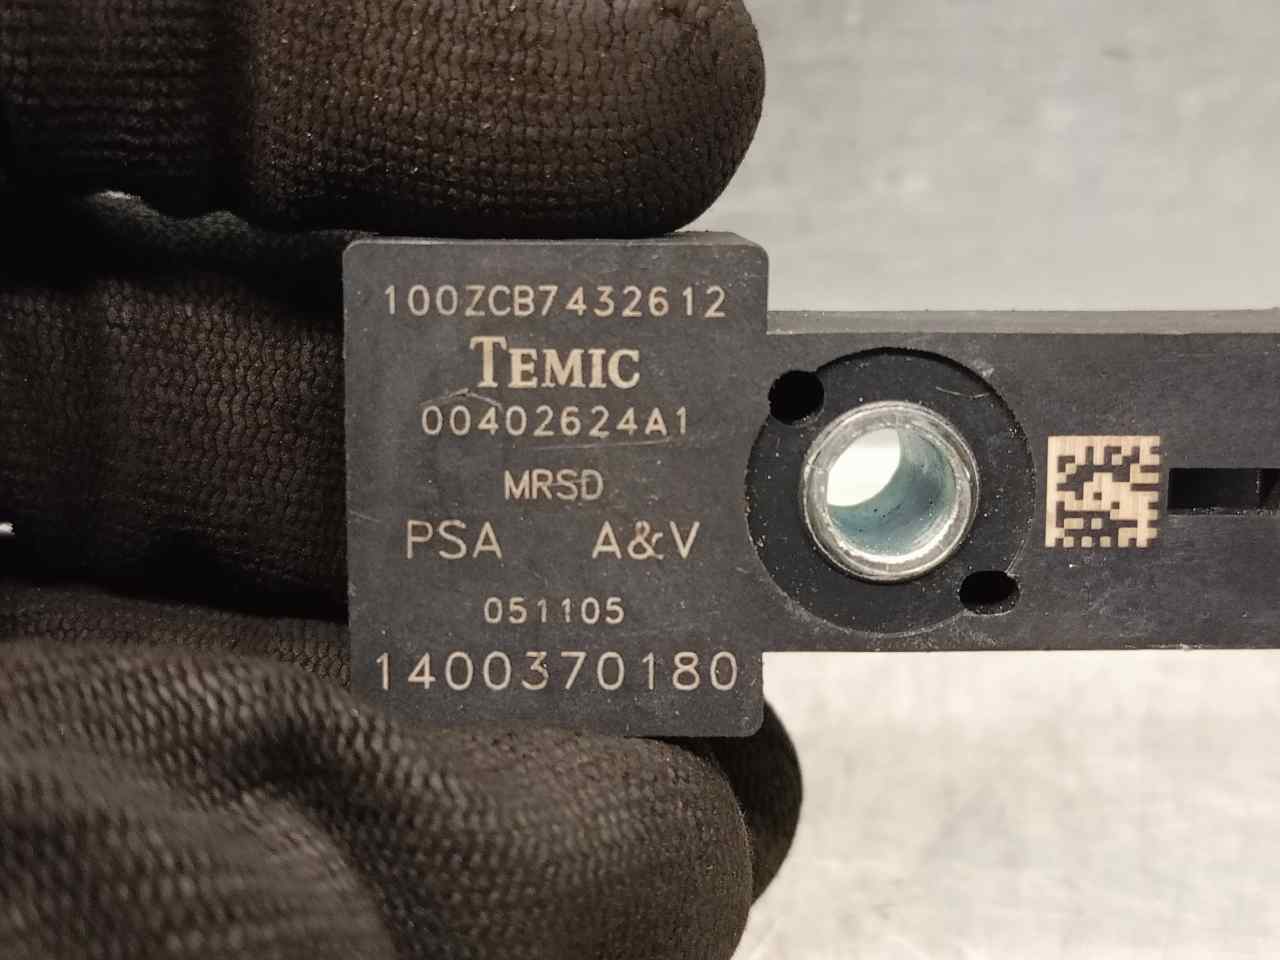 100ZCB7432612
TEMIC
00402624A1
MRSD
PSA A&V
051105
1400370180